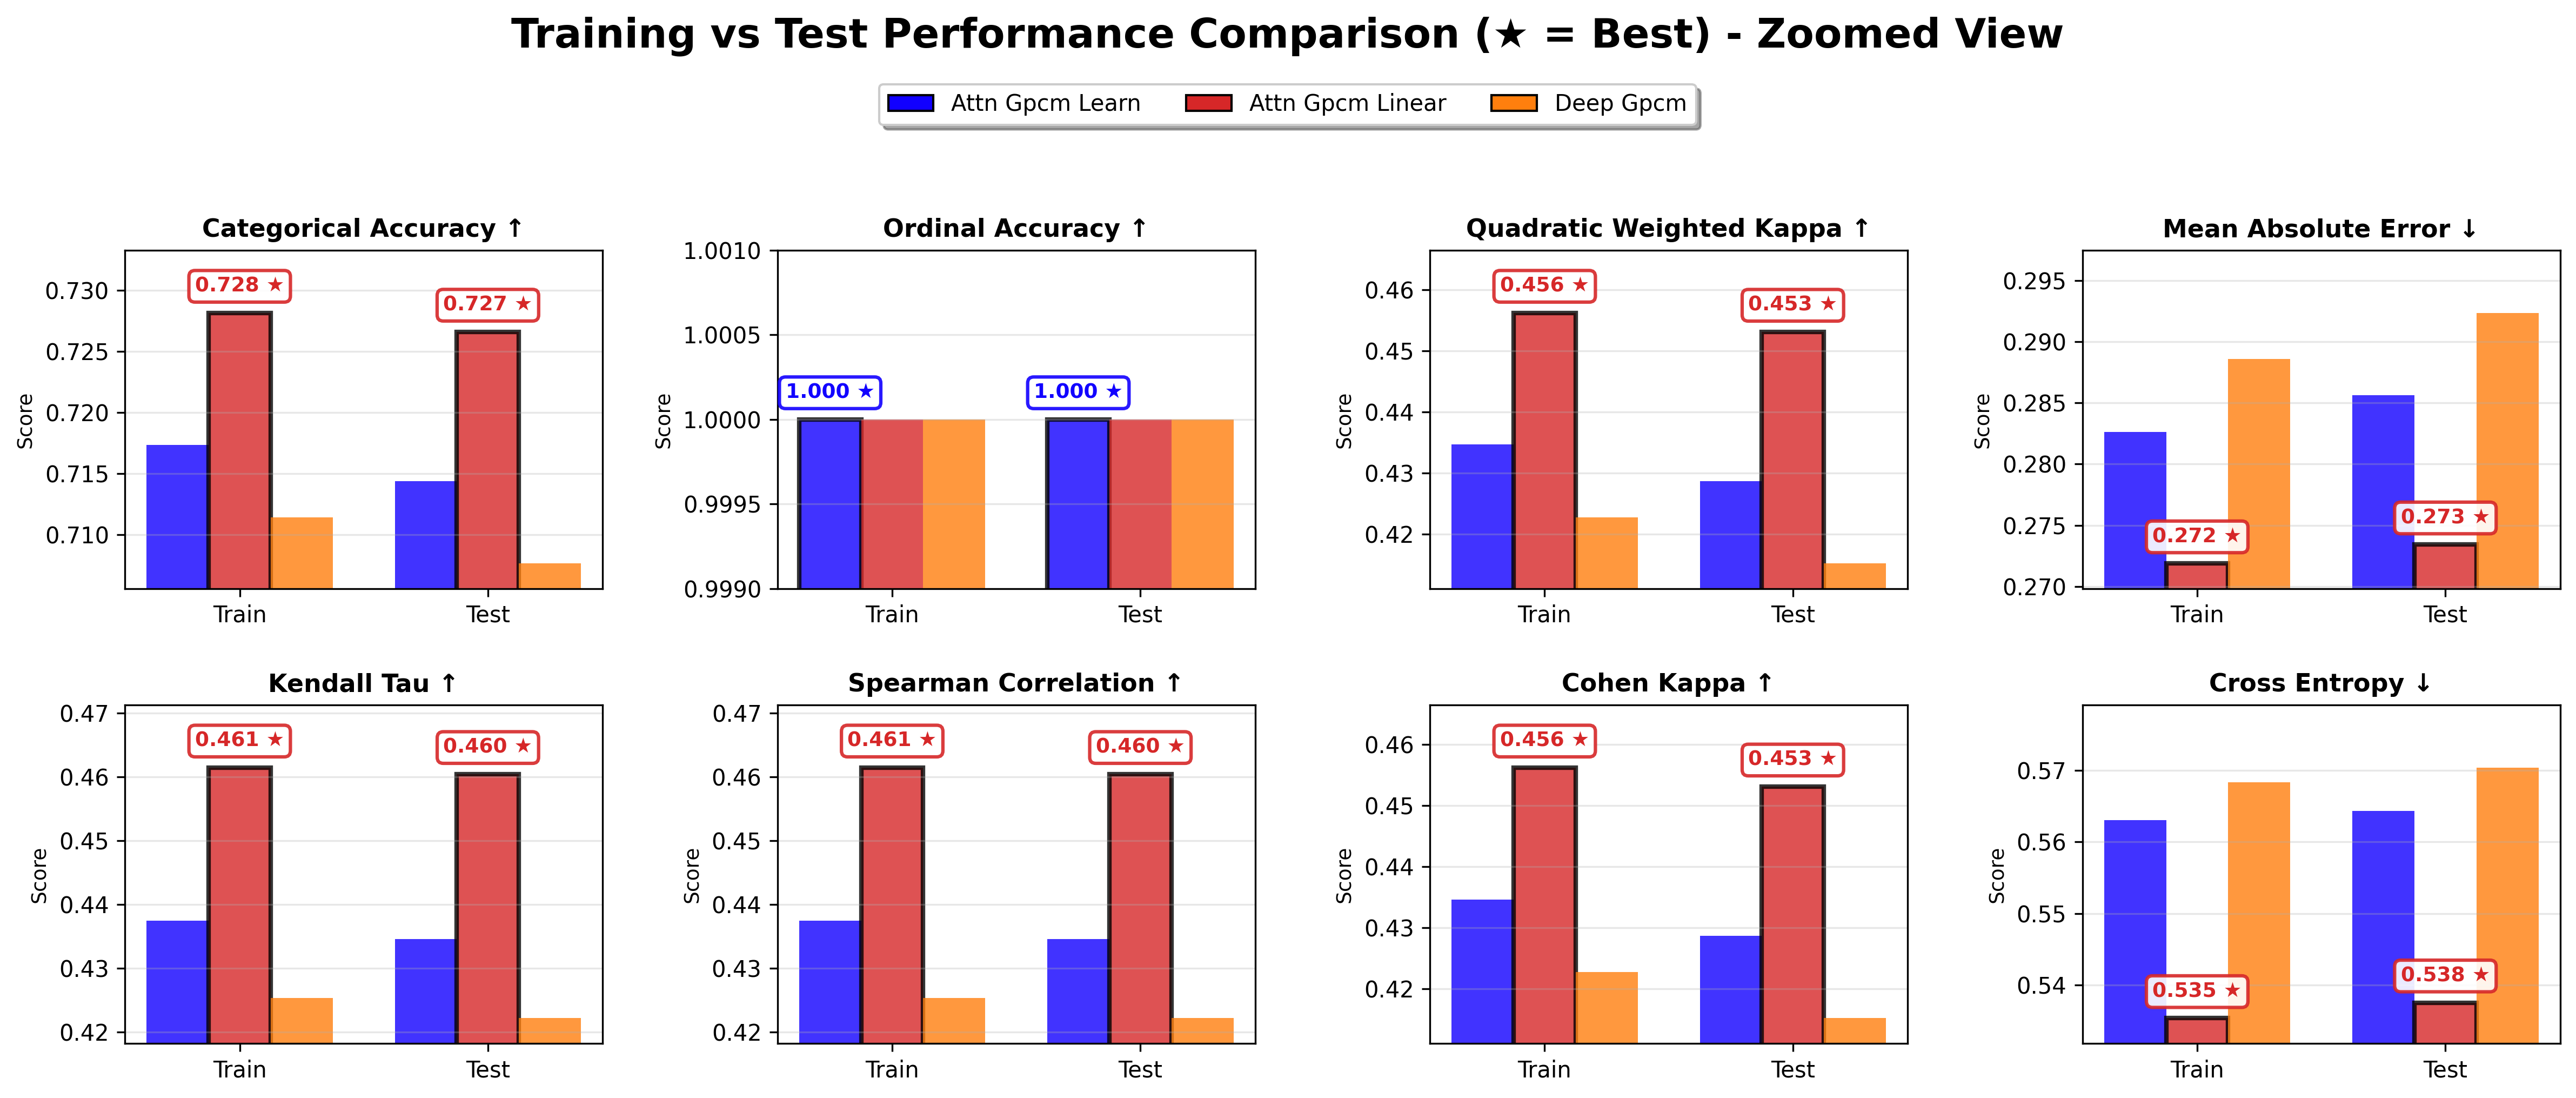 Training vs Test Performance Comparison (★ = Best) - Zoomed View
Attn Gpcm Learn
Attn Gpcm Linear
Deep Gpcm
Categorical Accuracy ↑
Score
0.730
0.725
0.720
0.715
0.710
0.728 ★
0.727 ★
Train
Test
Ordinal Accuracy ↑
Score
1.0010
1.0005
1.0000
0.9995
0.9990
1.000 ★
1.000 ★
Train
Test
Quadratic Weighted Kappa ↑
Score
0.46
0.45
0.44
0.43
0.42
0.456 ★
0.453 ★
Train
Test
Mean Absolute Error ↓
Score
0.295
0.290
0.285
0.280
0.275
0.270
0.272 ★
0.273 ★
Train
Test
Kendall Tau ↑
Score
0.47
0.46
0.45
0.44
0.43
0.42
0.461 ★
0.460 ★
Train
Test
Spearman Correlation ↑
Score
0.47
0.46
0.45
0.44
0.43
0.42
0.461 ★
0.460 ★
Train
Test
Cohen Kappa ↑
Score
0.46
0.45
0.44
0.43
0.42
0.456 ★
0.453 ★
Train
Test
Cross Entropy ↓
Score
0.57
0.56
0.55
0.54
0.535 ★
0.538 ★
Train
Test